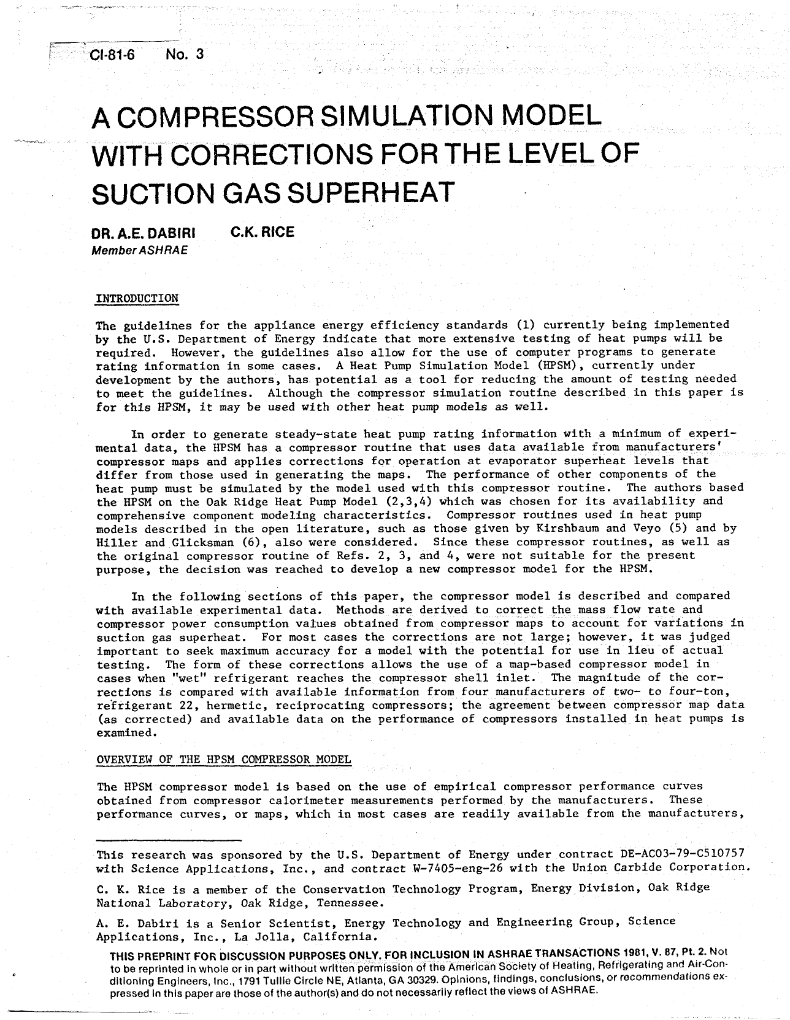 CI-81-6 No. 3
A COMPRESSOR SIMULATION MODEL
WITH CORRECTIONS FOR THE LEVEL OF
SUCTION GAS SUPERHEAT
DR. A.E. DABIRI C.K. RICE
Member ASHRAE
INTRODUCTION
The guidelines for the appliance energy efficiency standards (1) currently being implemented
by the U.S. Department of Energy indicate that more extensive testing of heat pumps will be
required. However, the guidelines also allow for the use of computer programs to generate
rating information in some cases. A Heat Pump Simulation Model (HPSM), currently under
development by the authors, has potential as a tool for reducing the amount of testing needed
to meet the guidelines. Although the compressor simulation routine described in this paper is
for this HPSM, it may be used with other heat pump models as well.
In order to generate steady-state heat pump rating information with a minimum of experi-
mental data, the HPSM has a compressor routine that uses data available from manufacturers'
compressor maps and applies corrections for operation at evaporator superheat levels that
differ from those used in generating the maps. The performance of other components of the
heat pump must be simulated by the model used with this compressor routine. The authors based
the HPSM on the Oak Ridge Heat Pump Model (2,3,4) which was chosen for its availability and
comprehensive component modeling characteristics. Compressor routines used in heat pump
models described in the open literature, such as those given by Kirshbaum and Veyo (5) and by
Hiller and Glicksman (6), also were considered. Since these compressor routines, as well as
the original compressor routine of Refs. 2, 3, and 4, were not suitable for the present
purpose, the decision was reached to develop a new compressor model for the HPSM.
In the following sections of this paper, the compressor model is described and compared
with available experimental data. Methods are derived to correct the mass flow rate and
compressor power consumption values obtained from compressor maps to account for variations in
suction gas superheat. For most cases the corrections are not large; however, it was judged
important to seek maximum accuracy for a model with the potential for use in lieu of actual
testing. The form of these corrections allows the use of a map-based compressor model in
cases when "wet" refrigerant reaches the compressor shell inlet. The magnitude of the cor-
rections is compared with available information from four manufacturers of two- to four-ton,
refrigerant 22, hermetic, reciprocating compressors; the agreement between compressor map data
(as corrected) and available data on the performance of compressors installed in heat pumps is
examined.
OVERVIEW OF THE HPSM COMPRESSOR MODEL
The HPSM compressor model is based on the use of empirical compressor performance curves
obtained from compressor calorimeter measurements performed by the manufacturers. These
performance curves, or maps, which in most cases are readily available from the manufacturers,
This research was sponsored by the U.S. Department of Energy under contract DE-AC03-79-C510757
with Science Applications, Inc., and contract W-7405-eng-26 with the Union Carbide Corporation.
C. K. Rice is a member of the Conservation Technology Program, Energy Division, Oak Ridge
National Laboratory, Oak Ridge, Tennessee.
A. E. Dabiri is a Senior Scientist, Energy Technology and Engineering Group, Science
Applications, Inc., La Jolla, California.
THIS PREPRINT FOR DISCUSSION PURPOSES ONLY, FOR INCLUSION IN ASHRAE TRANSACTIONS 1981, V. 87, Pt. 2. Not
to be reprinted in whole or in part without written permission of the American Society of Heating, Refrigerating and Air-Con-
ditioning Engineers, Inc., 1791 Tullie Circle NE, Atlanta, GA 30329. Opinions, findings, conclusions, or recommendations ex-
pressed in this paper are those of the author(s) and do not necessarily reflect the views of ASHRAE.